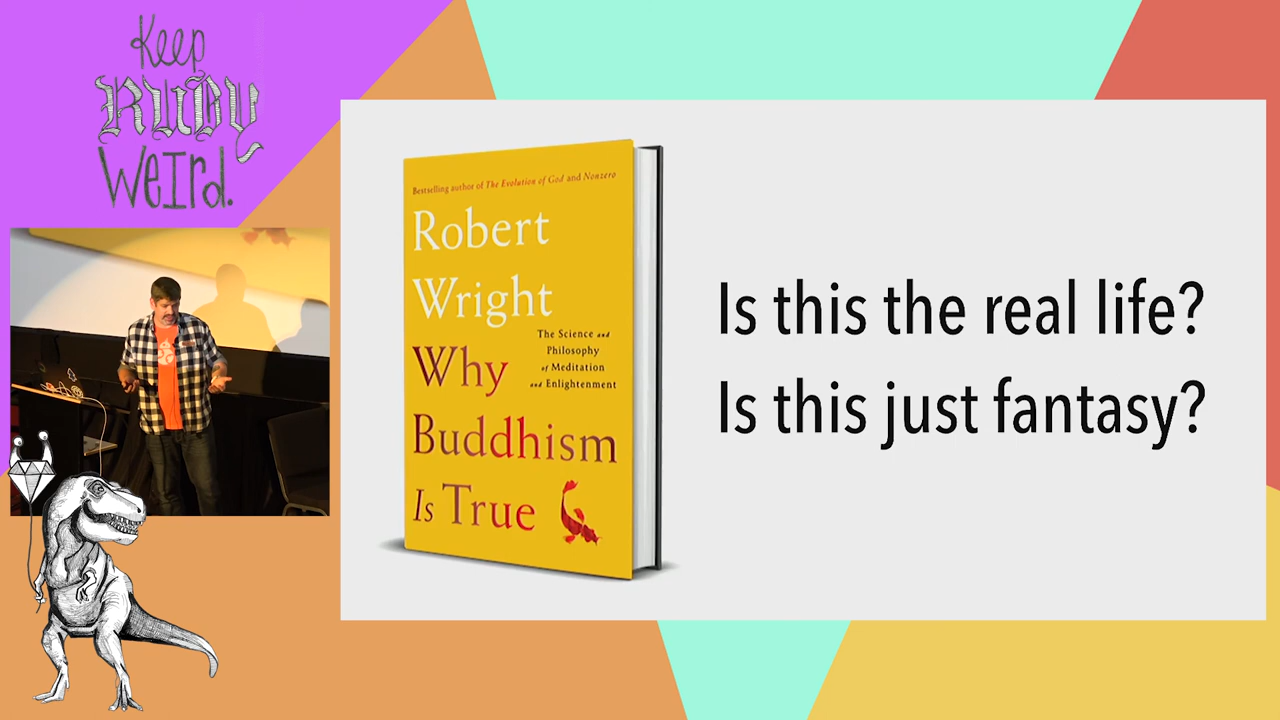 Keep
RUBY
Weird.
Bestselling author of The Evolution of God and Nonzero
Robert
Wright
The Science and
Philosophy
of Meditation
and Enlightenment
Why
Buddhism
Is True
Is this the real life?
Is this just fantasy?